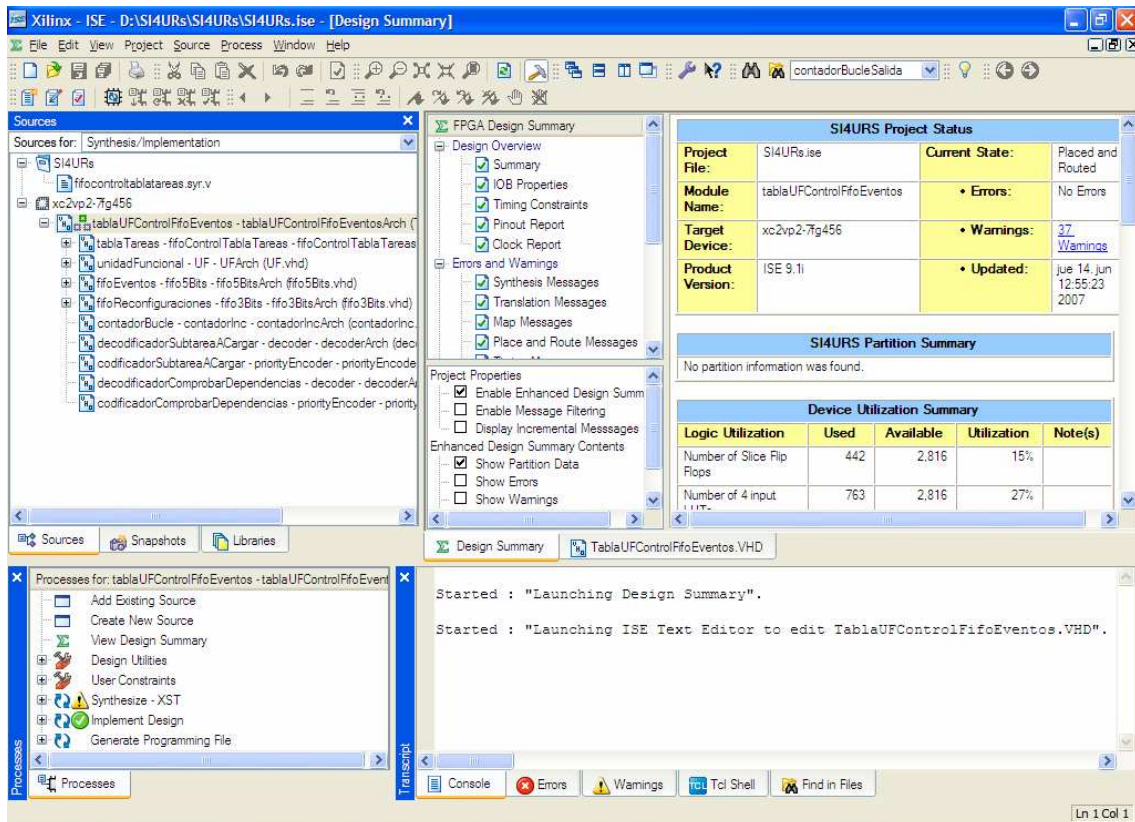 Xilinx - ISE - D:\SI4URs\SI4URs\SI4URs.ise - [Design Summary]
File Edit View Project Source Process Window Help
contadorBucleSalida
Sources
Sources for: Synthesis/Implementation
SI4URs
fifocontroltablatareas.syr.v
xc2vp2-7fg456
tablaUFControlFifoEventos - tablaUFControlFifoEventosArch (T
tablaTareas - fifoControlTablaTareas - fifoControlTablaTareas
unidadFuncional - UF - UFArch (UF.vhd)
fifoEventos - fifo5Bits - fifo5BitsArch (fifo5Bits.vhd)
fifoReconfiguraciones - fifo3Bits - fifo3BitsArch (fifo3Bits.vhd)
contadorBucle - contadorInc - contadorIncArch (contadorInc.
decodificadorSubtareaACargar - decoder - decoderArch (dec
codificadorSubtareaACargar - priorityEncoder - priorityEncode
decodificadorComprobarDependencias - decoder - decoderA
codificadorComprobarDependencias - priorityEncoder - priority
Sources Snapshots Libraries
FPGA Design Summary
Design Overview
Summary
IOB Properties
Timing Constraints
Pinout Report
Clock Report
Errors and Warnings
Synthesis Messages
Translation Messages
Map Messages
Place and Route Messages
Project Properties
Enable Enhanced Design Summ
Enable Message Filtering
Display Incremental Messsages
Enhanced Design Summary Contents
Show Partition Data
Show Errors
Show Warnings
SI4URS Project Status
Project File: SI4URs.ise Current State: Placed and Routed
Module Name: tablaUFControlFifoEventos • Errors: No Errors
Target Device: xc2vp2-7fg456 • Warnings: 37 Warnings
Product Version: ISE 9.1i • Updated: jue 14. jun 12:55:23 2007
SI4URS Partition Summary
No partition information was found.
Device Utilization Summary
Logic Utilization Used Available Utilization Note(s)
Number of Slice Flip Flops 442 2,816 15%
Number of 4 input LUTs 763 2,816 27%
Design Summary TablaUFControlFifoEventos.VHD
Processes
Processes for: tablaUFControlFifoEventos - tablaUFControlFifoEvent
Add Existing Source
Create New Source
View Design Summary
Design Utilities
User Constraints
Synthesize - XST
Implement Design
Generate Programming File
Processes
Transcript
Started : "Launching Design Summary".
Started : "Launching ISE Text Editor to edit TablaUFControlFifoEventos.VHD".
Console Errors Warnings Tcl Shell Find in Files
Ln 1 Col 1